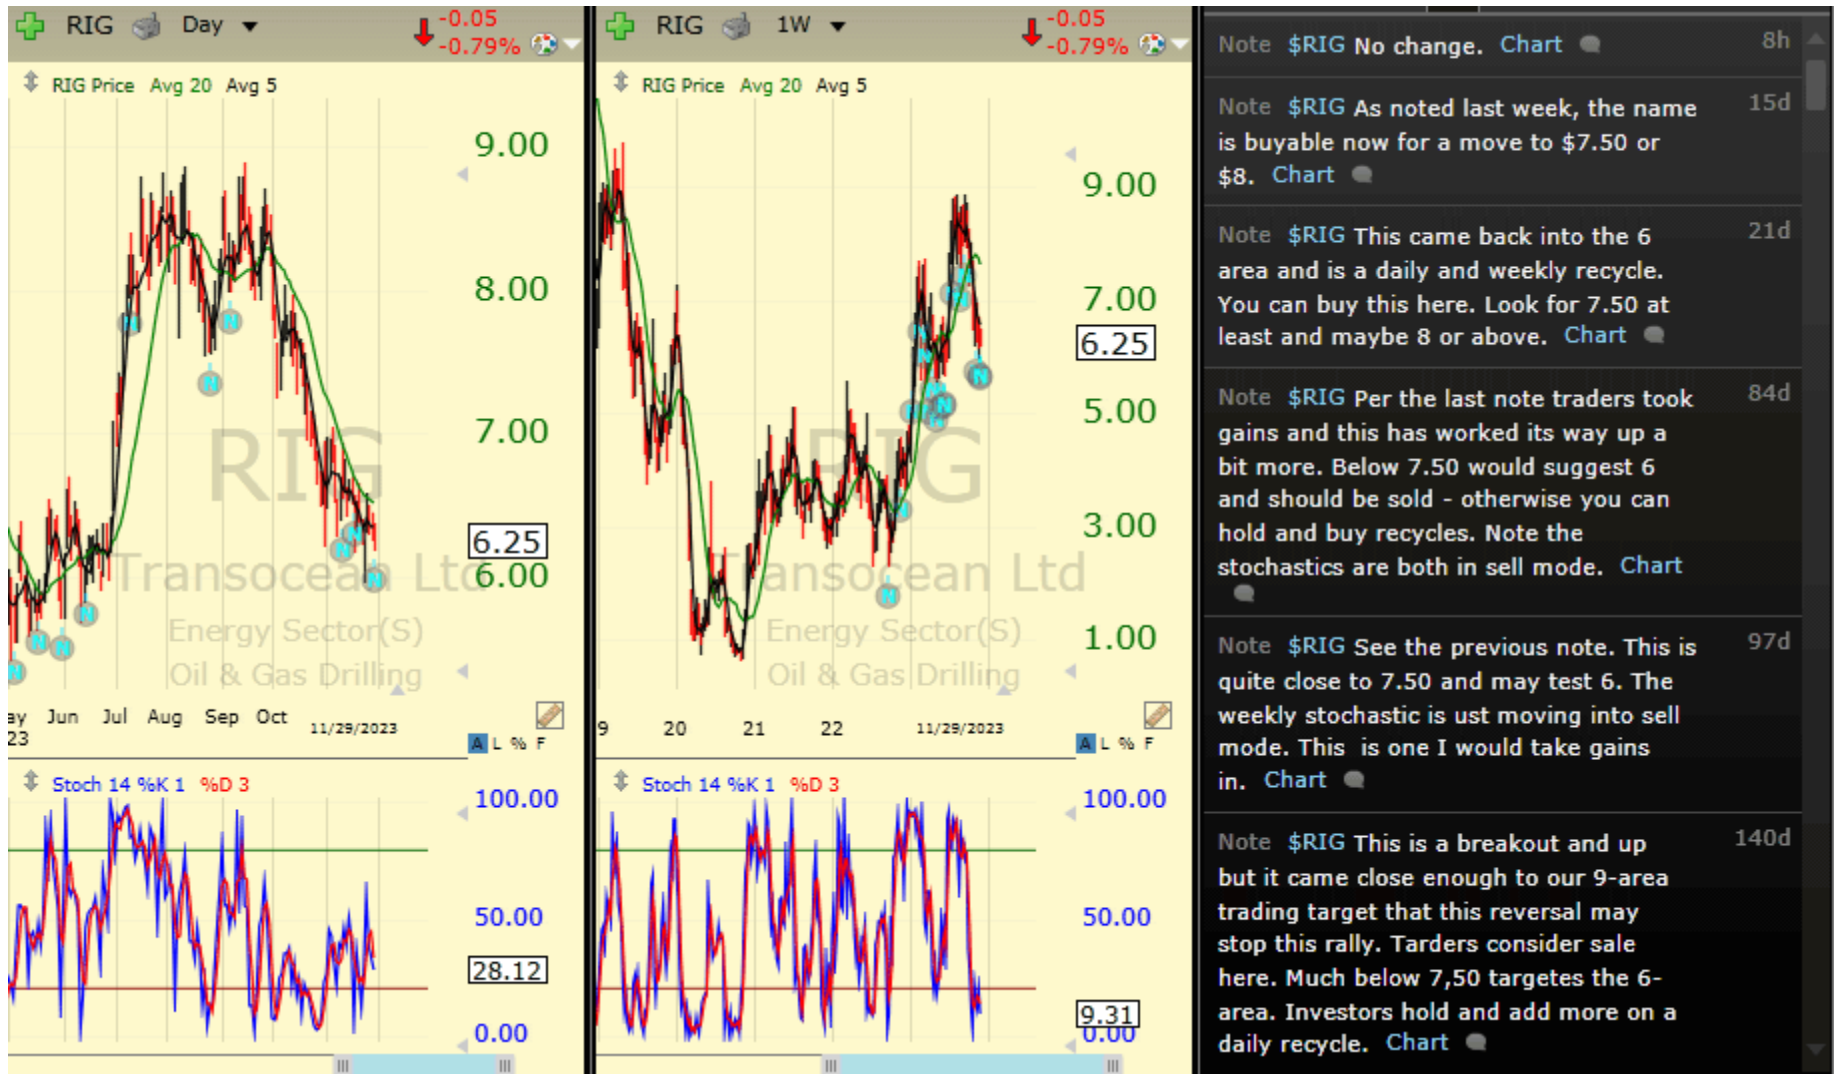 RIG Day -0.05
-0.79%
RIG Price Avg 20 Avg 5
9.00
8.00
7.00
6.25
6.00
RIG
Transocean Ltd
Energy Sector(S)
Oil & Gas Drilling
ay Jun Jul Aug Sep Oct 11/29/2023
23
A L % F
Stoch 14 %K 1 %D 3
100.00
50.00
28.12
0.00
RIG 1W -0.05
-0.79%
RIG Price Avg 20 Avg 5
9.00
7.00
6.25
5.00
3.00
1.00
RIG
Transocean Ltd
Energy Sector(S)
Oil & Gas Drilling
9 20 21 22 11/29/2023
A L % F
Stoch 14 %K 1 %D 3
100.00
50.00
9.31
0.00
Note $RIG No change. Chart 8h
Note $RIG As noted last week, the name 15d
is buyable now for a move to $7.50 or
$8. Chart
Note $RIG This came back into the 6 21d
area and is a daily and weekly recycle.
You can buy this here. Look for 7.50 at
least and maybe 8 or above. Chart
Note $RIG Per the last note traders took 84d
gains and this has worked its way up a
bit more. Below 7.50 would suggest 6
and should be sold - otherwise you can
hold and buy recycles. Note the
stochastics are both in sell mode. Chart
Note $RIG See the previous note. This is 97d
quite close to 7.50 and may test 6. The
weekly stochastic is ust moving into sell
mode. This is one I would take gains
in. Chart
Note $RIG This is a breakout and up 140d
but it came close enough to our 9-area
trading target that this reversal may
stop this rally. Tarders consider sale
here. Much below 7,50 targetes the 6-
area. Investors hold and add more on a
daily recycle. Chart